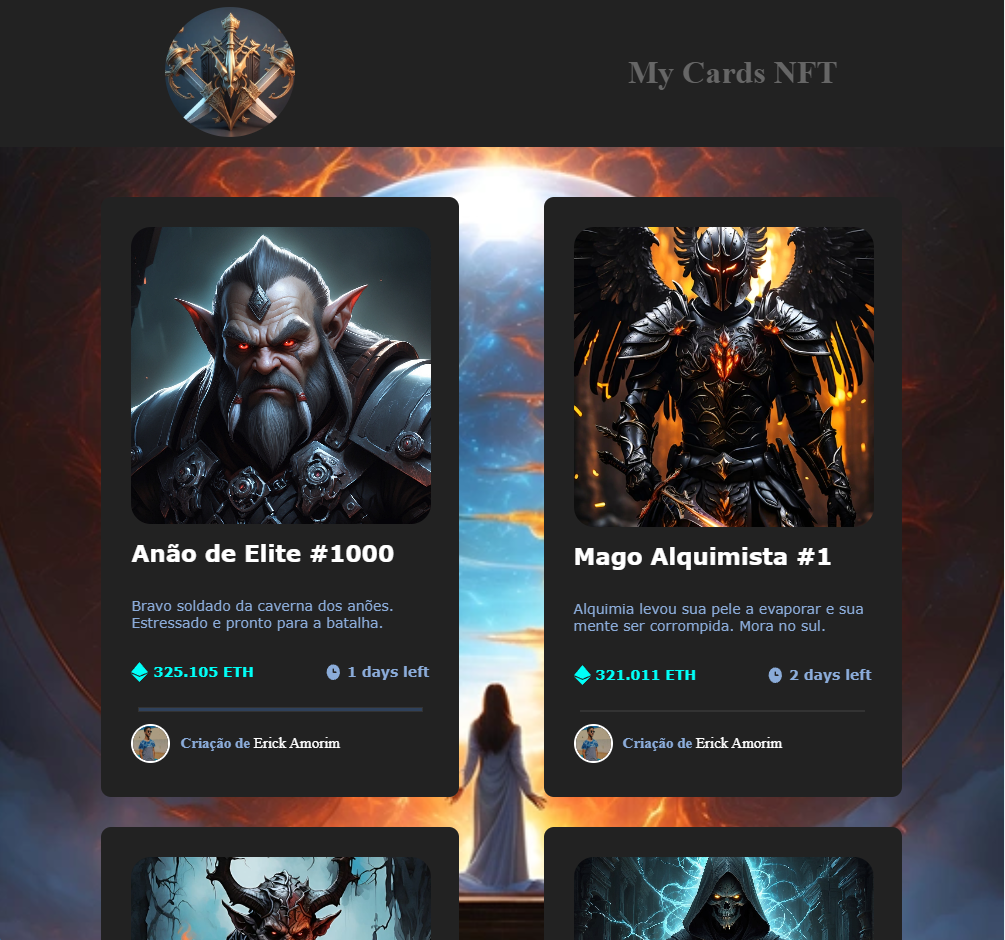 My Cards NFT
Anão de Elite #1000
Bravo soldado da caverna dos anões.
Estressado e pronto para a batalha.
325.105 ETH
1 days left
Criação de Erick Amorim
Mago Alquimista #1
Alquimia levou sua pele a evaporar e sua
mente ser corrompida. Mora no sul.
321.011 ETH
2 days left
Criação de Erick Amorim